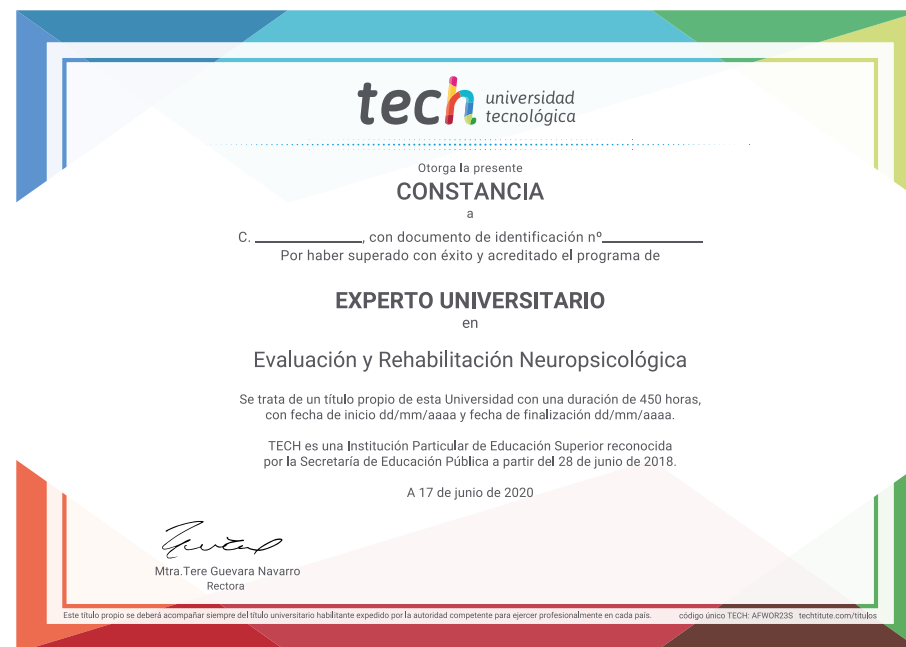 tech universidad
tecnológica
Otorga la presente
CONSTANCIA
a
C. ______________, con documento de identificación nº_____________
Por haber superado con éxito y acreditado el programa de
EXPERTO UNIVERSITARIO
en
Evaluación y Rehabilitación Neuropsicológica
Se trata de un título propio de esta Universidad con una duración de 450 horas,
con fecha de inicio dd/mm/aaaa y fecha de finalización dd/mm/aaaa.
TECH es una Institución Particular de Educación Superior reconocida
por la Secretaría de Educación Pública a partir del 28 de junio de 2018.
A 17 de junio de 2020
Mtra.Tere Guevara Navarro
Rectora
Este título propio se deberá acompañar siempre del título universitario habilitante expedido por la autoridad competente para ejercer profesionalmente en cada país. código único TECH: AFWOR23S techtitute.com/titulos